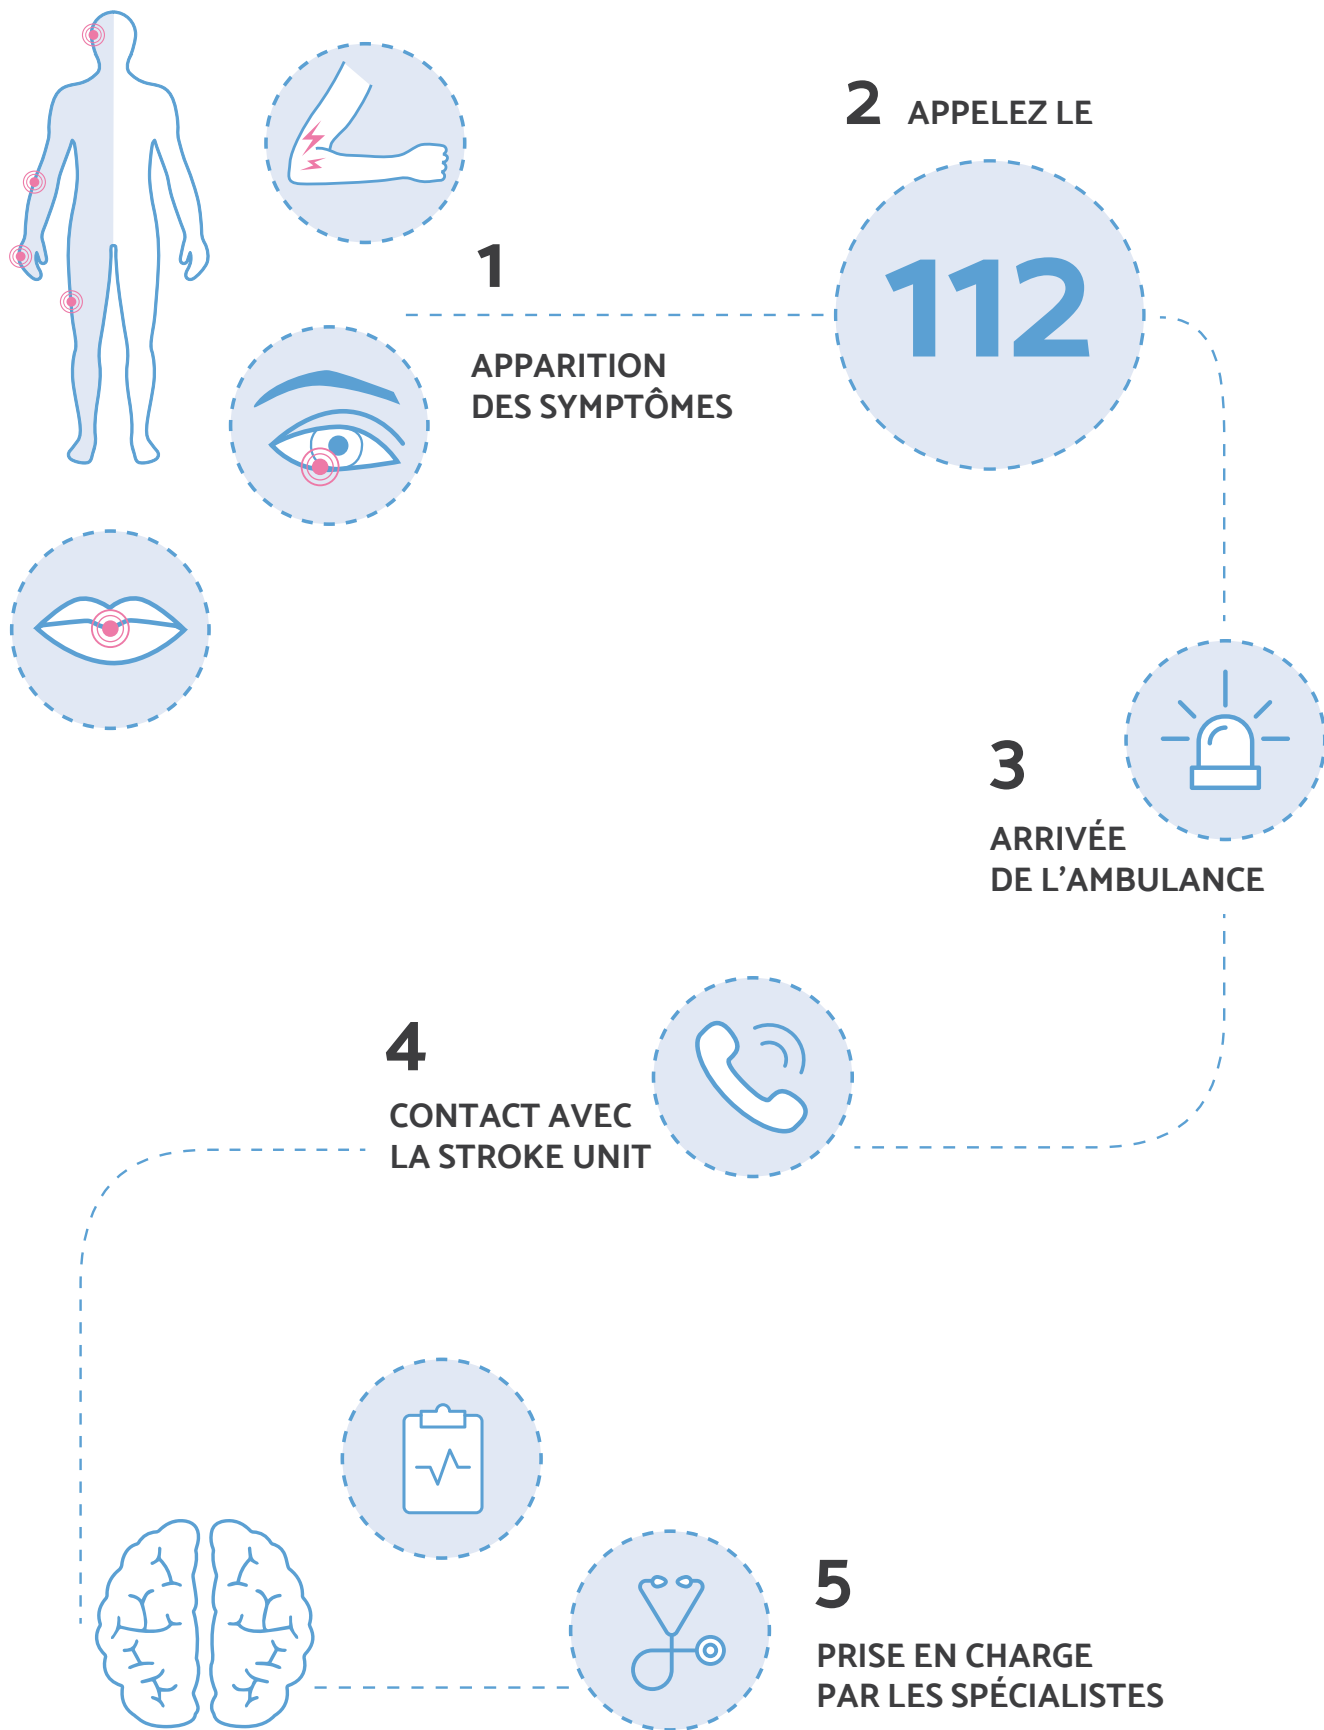 1
APPARITION
DES SYMPTÔMES
2 APPELEZ LE
112
3
ARRIVÉE
DE L’AMBULANCE
4
CONTACT AVEC
LA STROKE UNIT
5
PRISE EN CHARGE
PAR LES SPÉCIALISTES